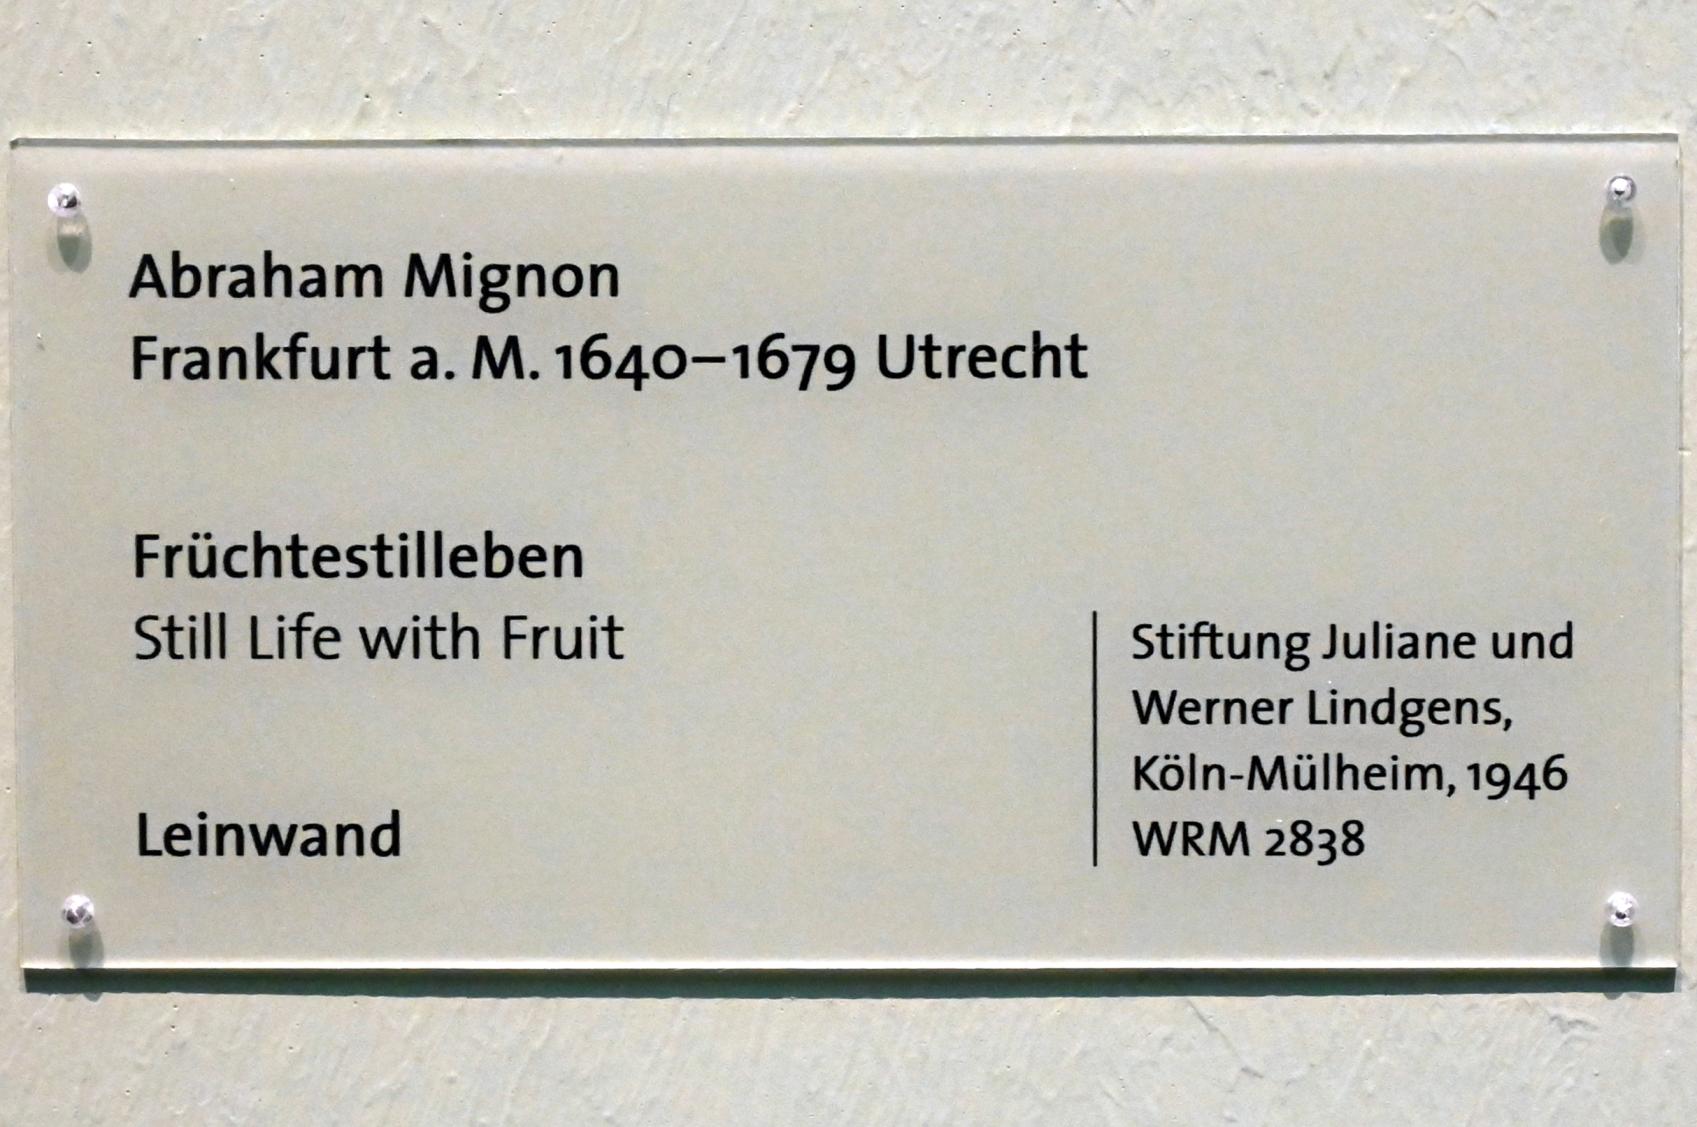 Abraham Mignon
Frankfurt a. M. 1640–1679 Utrecht
Früchtestilleben
Still Life with Fruit
Leinwand
Stiftung Juliane und
Werner Lindgens,
Köln-Mülheim, 1946
WRM 2838